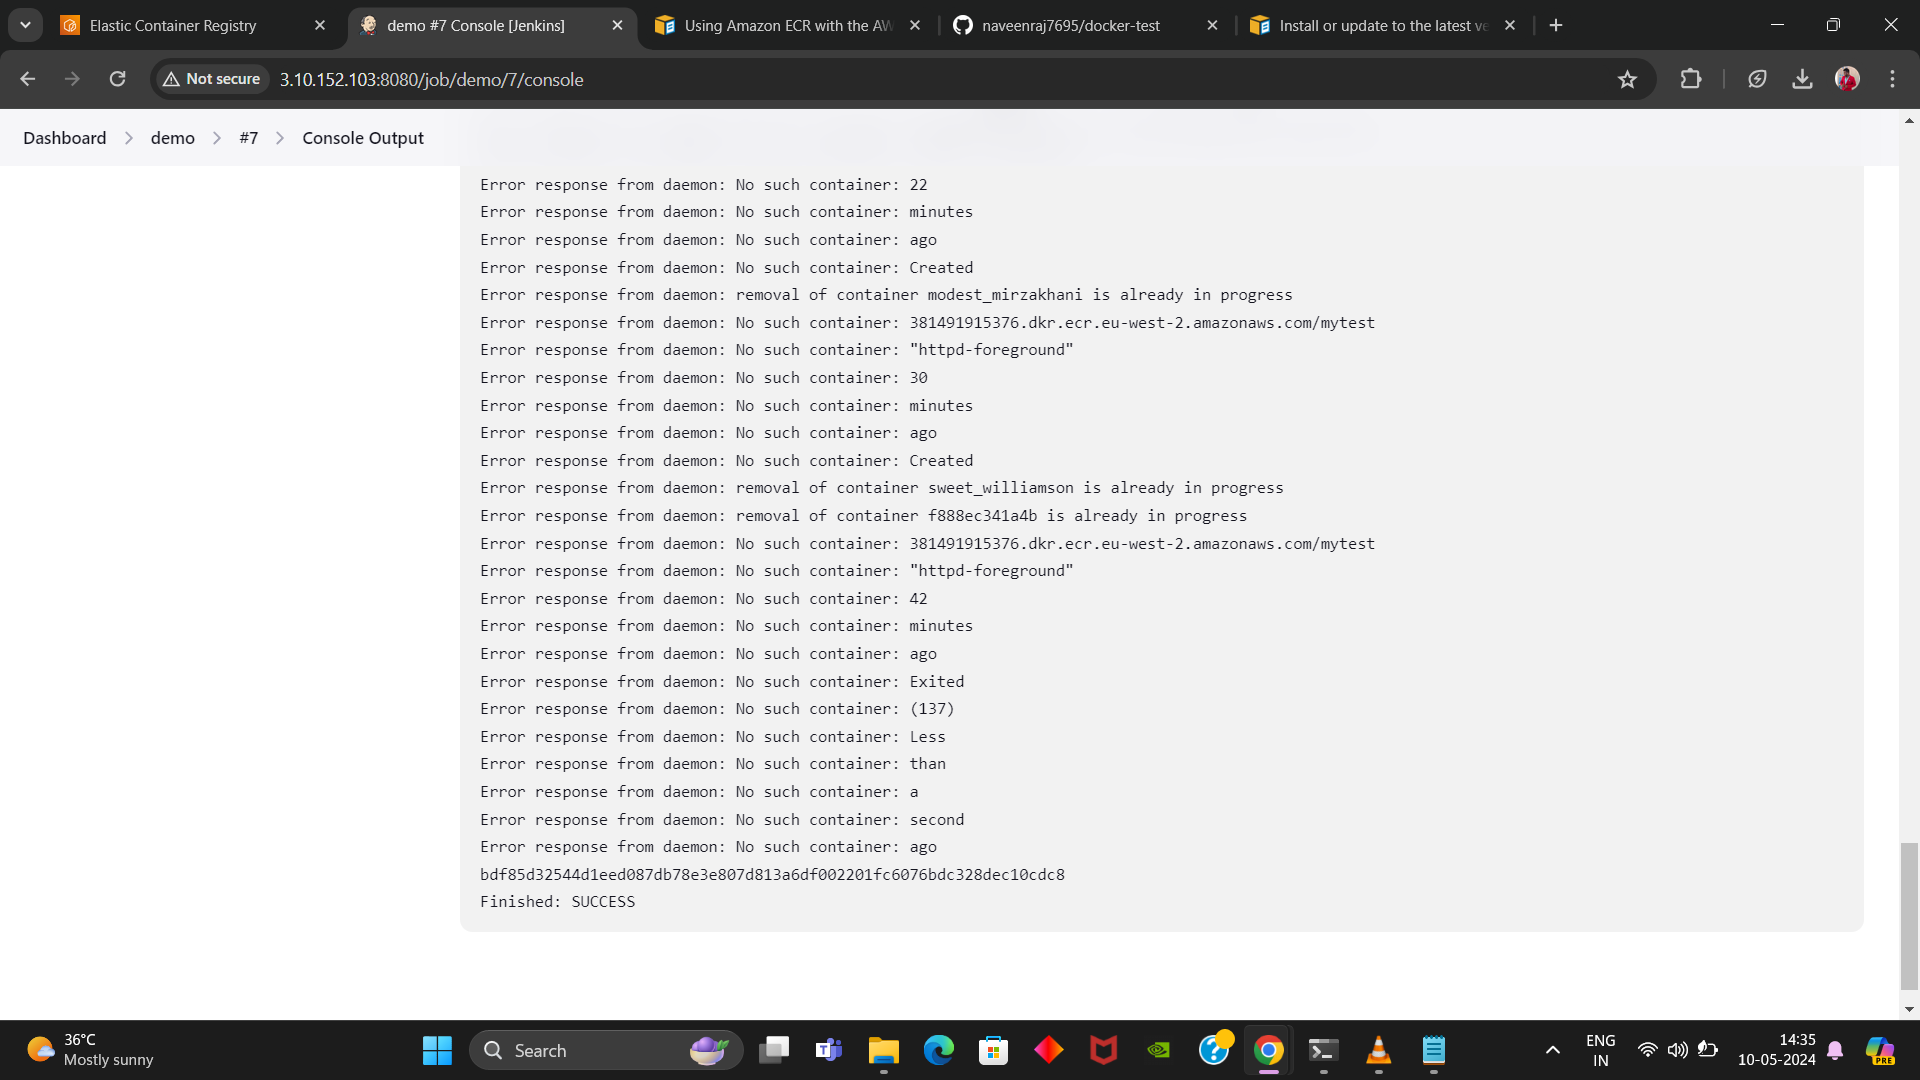 Elastic Container Registry
demo #7 Console [Jenkins]
Using Amazon ECR with the AW
naveenraj7695/docker-test
Install or update to the latest ve
Not secure
3.10.152.103:8080/job/demo/7/console
Dashboard
demo
#7
Console Output
Error response from daemon: No such container: 22
Error response from daemon: No such container: minutes
Error response from daemon: No such container: ago
Error response from daemon: No such container: Created
Error response from daemon: removal of container modest_mirzakhani is already in progress
Error response from daemon: No such container: 381491915376.dkr.ecr.eu-west-2.amazonaws.com/mytest
Error response from daemon: No such container: "httpd-foreground"
Error response from daemon: No such container: 30
Error response from daemon: No such container: minutes
Error response from daemon: No such container: ago
Error response from daemon: No such container: Created
Error response from daemon: removal of container sweet_williamson is already in progress
Error response from daemon: removal of container f888ec341a4b is already in progress
Error response from daemon: No such container: 381491915376.dkr.ecr.eu-west-2.amazonaws.com/mytest
Error response from daemon: No such container: "httpd-foreground"
Error response from daemon: No such container: 42
Error response from daemon: No such container: minutes
Error response from daemon: No such container: ago
Error response from daemon: No such container: Exited
Error response from daemon: No such container: (137)
Error response from daemon: No such container: Less
Error response from daemon: No such container: than
Error response from daemon: No such container: a
Error response from daemon: No such container: second
Error response from daemon: No such container: ago
bdf85d32544d1eed087db78e3e807d813a6df002201fc6076bdc328dec10cdc8
Finished: SUCCESS
36°C
Mostly sunny
Search
ENG
IN
14:35
10-05-2024
PRE